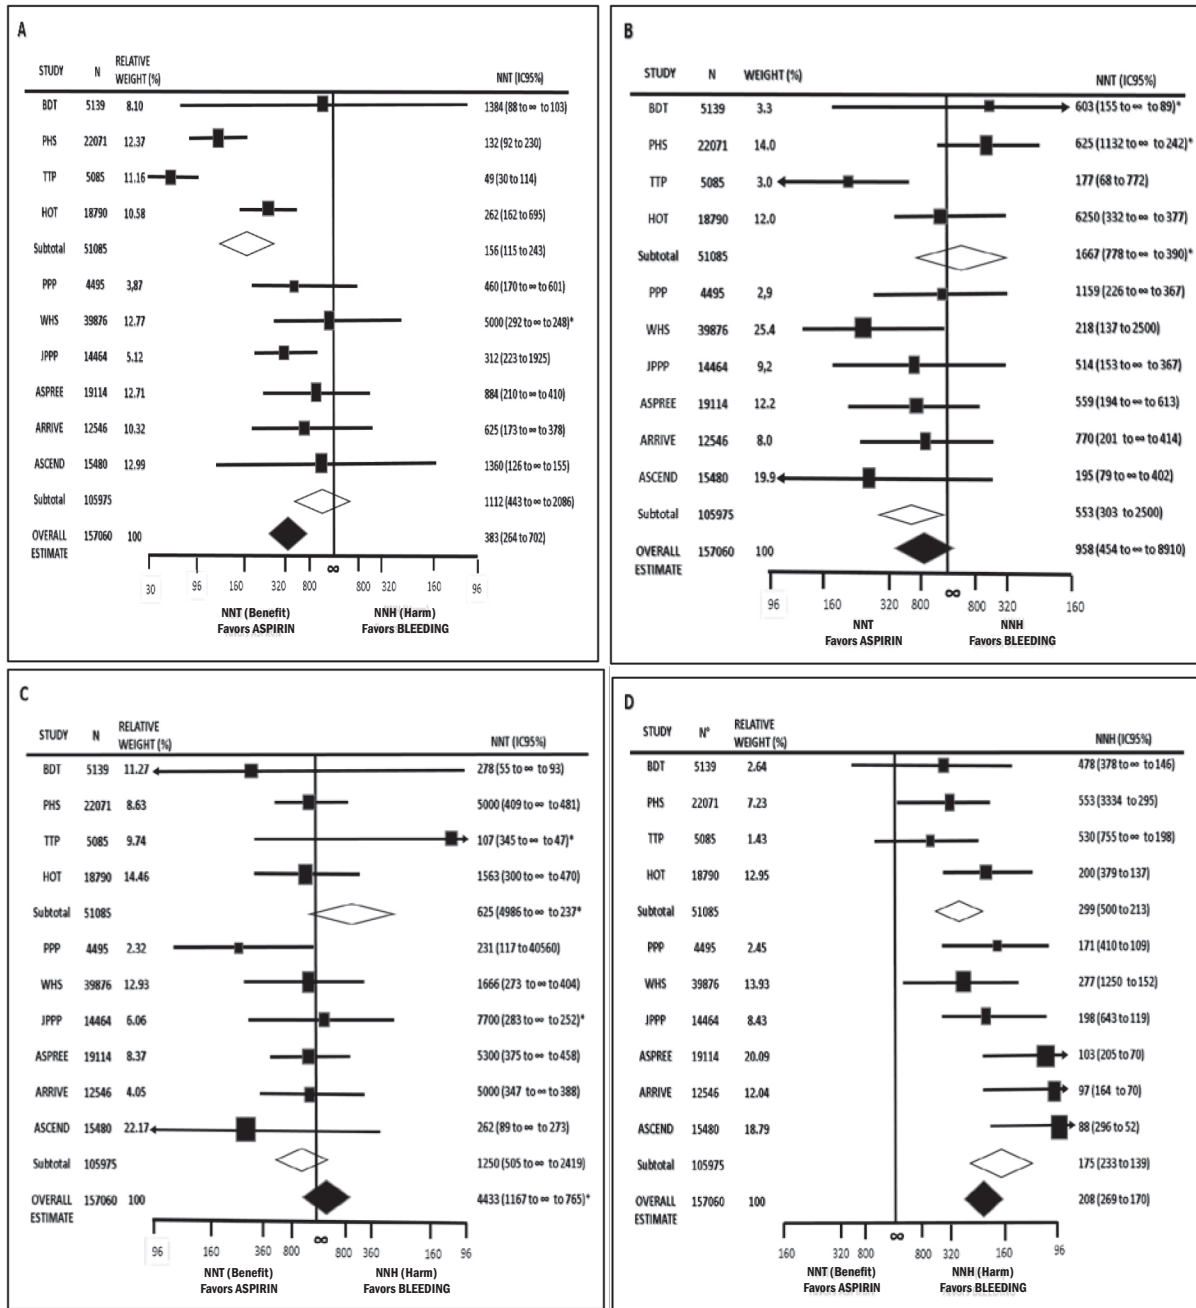 A
STUDY N RELATIVE WEIGHT (%) NNT (IC95%)
BDT 5139 8.10 1384 (88 to ∞ to 103)
PHS 22071 12.37 132 (92 to 230)
TTP 5085 11.16 49 (30 to 114)
HOT 18790 10.58 262 (162 to 695)
Subtotal 51085 156 (115 to 243)
PPP 4495 3,87 460 (170 to ∞ to 601)
WHS 39876 12.77 5000 (292 to ∞ to 248)*
JPPP 14464 5.12 312 (223 to 1925)
ASPREE 19114 12.71 884 (210 to ∞ to 410)
ARRIVE 12546 10.32 625 (173 to ∞ to 378)
ASCEND 15480 12.99 1360 (126 to ∞ to 155)
Subtotal 105975 1112 (443 to ∞ to 2086)
OVERALL ESTIMATE 157060 100 383 (264 to 702)
30 96 160 320 800 ∞ 800 320 160 96
NNT (Benefit) NNH (Harm)
Favors ASPIRIN Favors BLEEDING
B
STUDY N WEIGHT (%) NNT (IC95%)
BDT 5139 3.3 603 (155 to ∞ to 89)*
PHS 22071 14.0 625 (1132 to ∞ to 242)*
TTP 5085 3.0 177 (68 to 772)
HOT 18790 12.0 6250 (332 to ∞ to 377)
Subtotal 51085 1667 (778 to ∞ to 390)*
PPP 4495 2,9 1159 (226 to ∞ to 367)
WHS 39876 25.4 218 (137 to 2500)
JPPP 14464 9,2 514 (153 to ∞ to 367)
ASPREE 19114 12.2 559 (194 to ∞ to 613)
ARRIVE 12546 8.0 770 (201 to ∞ to 414)
ASCEND 15480 19.9 195 (79 to ∞ to 402)
Subtotal 105975 553 (303 to 2500)
OVERALL ESTIMATE 157060 100 958 (454 to ∞ to 8910)
96 160 320 800 ∞ 800 320 160
NNT NNH
Favors ASPIRIN Favors BLEEDING
C
STUDY N RELATIVE WEIGHT (%) NNT (IC95%)
BDT 5139 11.27 278 (55 to ∞ to 93)
PHS 22071 8.63 5000 (409 to ∞ to 481)
TTP 5085 9.74 107 (345 to ∞ to 47)*
HOT 18790 14.46 1563 (300 to ∞ to 470)
Subtotal 51085 625 (4986 to ∞ to 237*
PPP 4495 2.32 231 (117 to 40560)
WHS 39876 12.93 1666 (273 to ∞ to 404)
JPPP 14464 6.06 7700 (283 to ∞ to 252)*
ASPREE 19114 8.37 5300 (375 to ∞ to 458)
ARRIVE 12546 4.05 5000 (347 to ∞ to 388)
ASCEND 15480 22.17 262 (89 to ∞ to 273)
Subtotal 105975 1250 (505 to ∞ to 2419)
OVERALL ESTIMATE 157060 100 4433 (1167 to ∞ to 765)*
96 160 360 800 ∞ 800 360 160 96
NNT (Benefit) NNH (Harm)
Favors ASPIRIN Favors BLEEDING
D
STUDY N° RELATIVE WEIGHT (%) NNH (IC95%)
BDT 5139 2.64 478 (378 to ∞ to 146)
PHS 22071 7.23 553 (3334 to 295)
TTP 5085 1.43 530 (755 to ∞ to 198)
HOT 18790 12.95 200 (379 to 137)
Subtotal 51085 299 (500 to 213)
PPP 4495 2.45 171 (410 to 109)
WHS 39876 13.93 277 (1250 to 152)
JPPP 14464 8.43 198 (643 to 119)
ASPREE 19114 20.09 103 (205 to 70)
ARRIVE 12546 12.04 97 (164 to 70)
ASCEND 15480 18.79 88 (296 to 52)
Subtotal 105975 175 (233 to 139)
OVERALL ESTIMATE 157060 100 208 (269 to 170)
160 320 800 ∞ 800 320 160 96
NNT (Benefit) NNH (Harm)
Favors ASPIRIN Favors BLEEDING